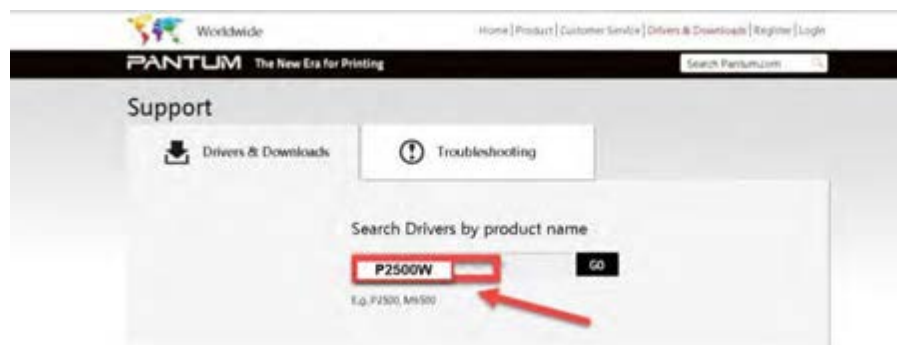 Worldwide
Home | Product | Customer Service | Drivers & Downloads | Register | Login
PANTUM The New Era for Printing
Search Pantum.com
Support
Drivers & Downloads
Troubleshooting
Search Drivers by product name
P2500W
GO
E.g. P2500, M6500